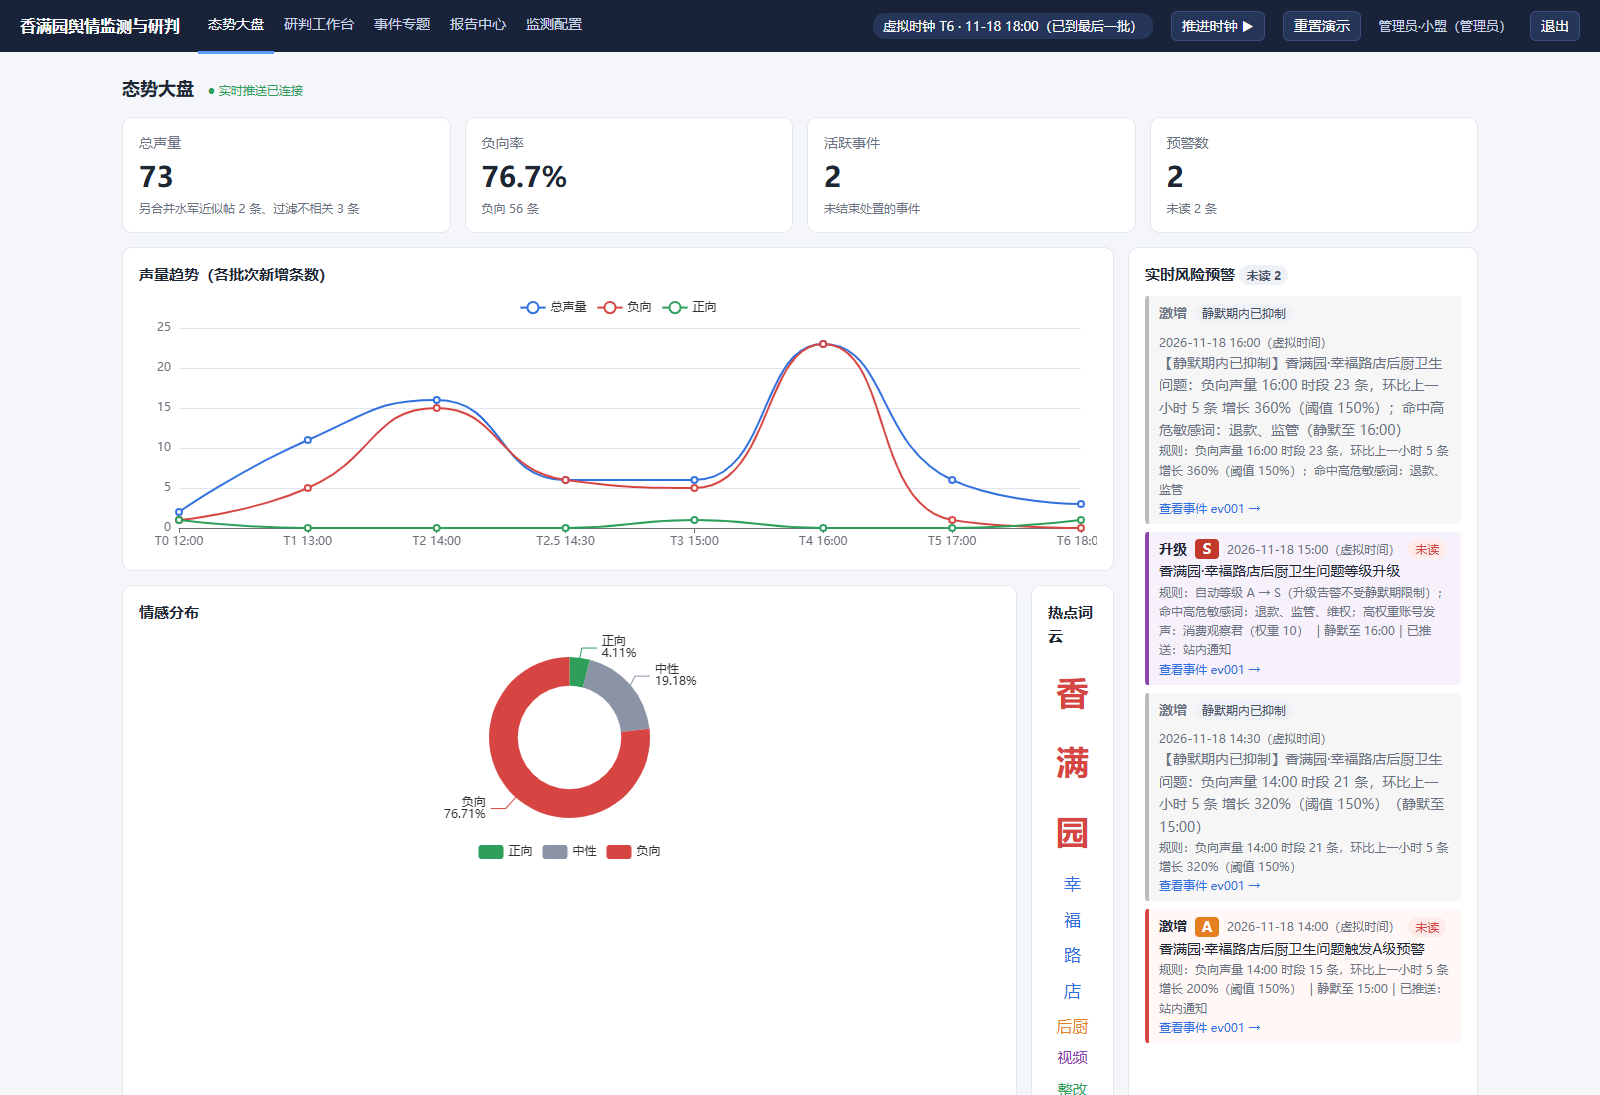 香满园舆情监测与研判
态势大盘 研判工作台 事件专题 报告中心 监测配置
虚拟时钟 T6 · 11-18 18:00（已到最后一批）
推进时钟 ▶
重置演示
管理员·小盟（管理员）
退出
态势大盘
● 实时推送已连接
总声量
73
另合并水军近似帖 2 条、过滤不相关 3 条
负向率
76.7%
负向 56 条
活跃事件
2
未结束处置的事件
预警数
2
未读 2 条
声量趋势（各批次新增条数）
总声量 负向 正向
25
20
15
10
5
0
T0 12:00 T1 13:00 T2 14:00 T2.5 14:30 T3 15:00 T4 16:00 T5 17:00 T6 18:0
情感分布
正向
4.11%
中性
19.18%
负向
76.71%
正向 中性 负向
热点词
云
香
满
园
幸
福
路
店
后厨
视频
整改
实时风险预警 未读 2
激增 静默期内已抑制
2026-11-18 16:00（虚拟时间）
【静默期内已抑制】香满园·幸福路店后厨卫生
问题：负向声量 16:00 时段 23 条，环比上一
小时 5 条 增长 360%（阈值 150%）；命中高
危敏感词：退款、监管（静默至 16:00）
规则：负向声量 16:00 时段 23 条，环比上一小时 5 条
增长 360%（阈值 150%）；命中高危敏感词：退款、
监管
查看事件 ev001 →
升级 S 2026-11-18 15:00（虚拟时间） 未读
香满园·幸福路店后厨卫生问题等级升级
规则：自动等级 A → S（升级告警不受静默期限制）；
命中高危敏感词：退款、监管、维权；高权重账号发
声：消费观察君（权重 10） | 静默至 16:00 | 已推
送：站内通知
查看事件 ev001 →
激增 静默期内已抑制
2026-11-18 14:30（虚拟时间）
【静默期内已抑制】香满园·幸福路店后厨卫生
问题：负向声量 14:00 时段 21 条，环比上一
小时 5 条 增长 320%（阈值 150%）（静默至
15:00）
规则：负向声量 14:00 时段 21 条，环比上一小时 5 条
增长 320%（阈值 150%）
查看事件 ev001 →
激增 A 2026-11-18 14:00（虚拟时间） 未读
香满园·幸福路店后厨卫生问题触发A级预警
规则：负向声量 14:00 时段 15 条，环比上一小时 5 条
增长 200%（阈值 150%） | 静默至 15:00 | 已推送：
站内通知
查看事件 ev001 →